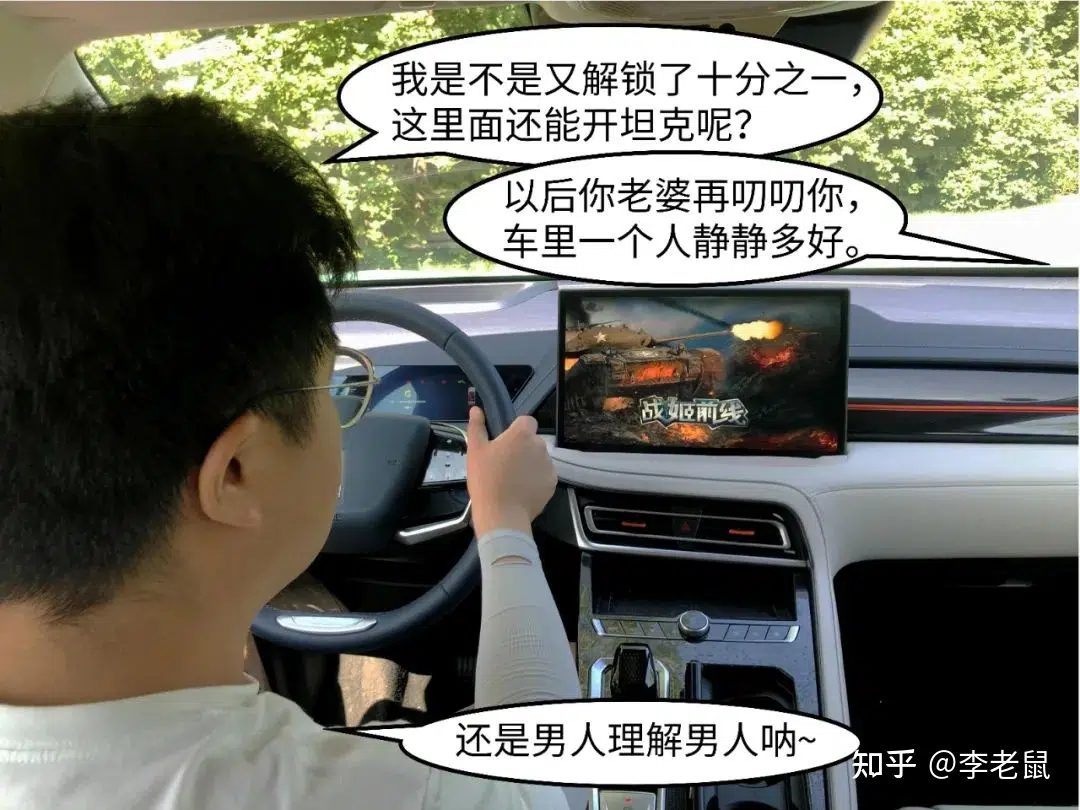 我是不是又解锁了十分之一，
这里面还能开坦克呢？
以后你老婆再叨叨你，
车里一个人静静多好。
战姬前线
还是男人理解男人呐~
知乎 @李老鼠